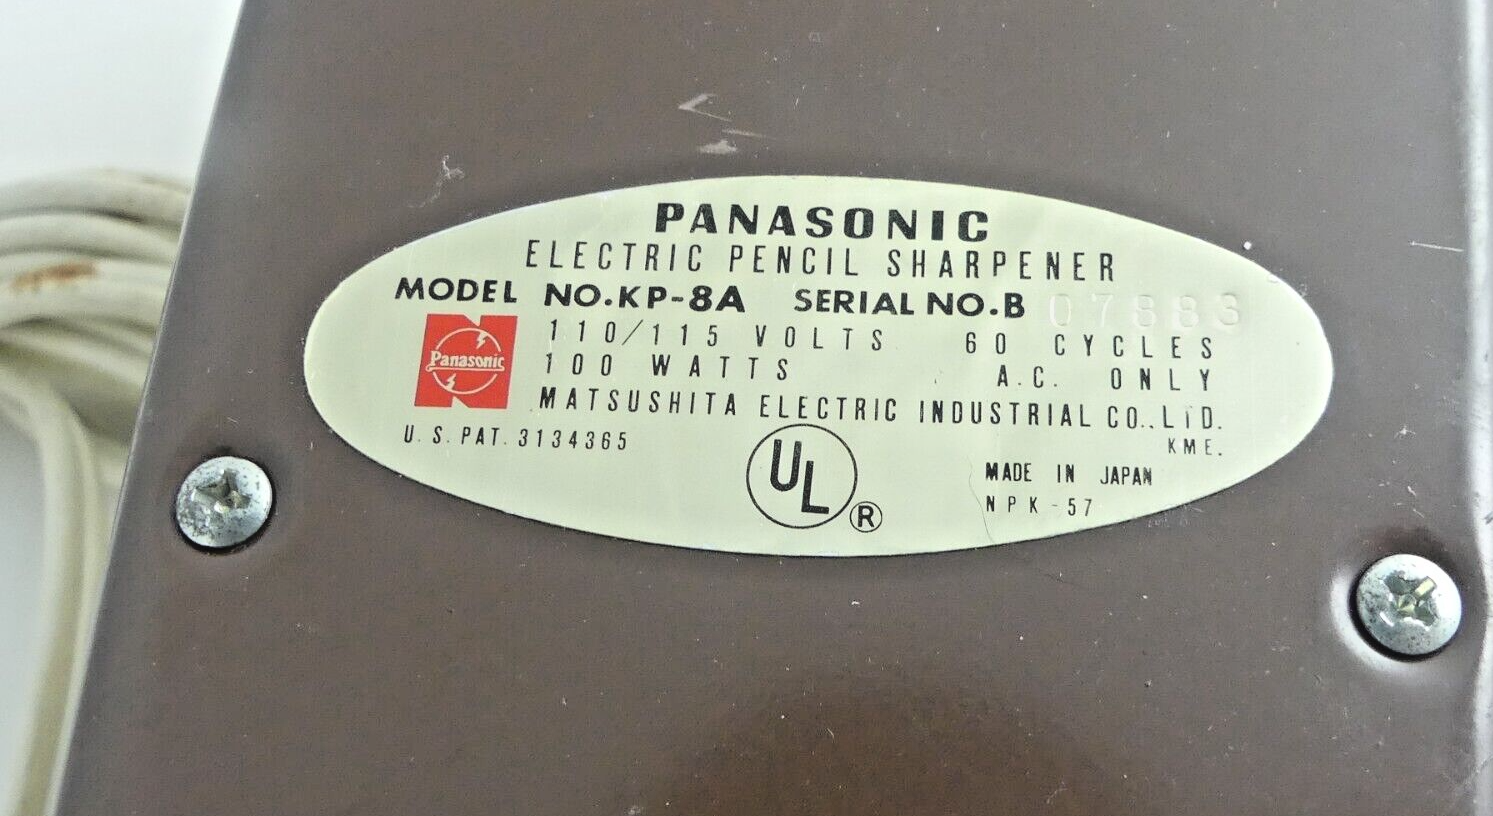 PANASONIC
ELECTRIC PENCIL SHARPENER
MODEL NO.KP-8A SERIAL NO.B 07883
Panasonic
110/115 VOLTS 60 CYCLES
100 WATTS A.C. ONLY
MATSUSHITA ELECTRIC INDUSTRIAL CO.,LTD.
U.S.PAT.3134365 KME.
UL ®
MADE IN JAPAN
NPK-57